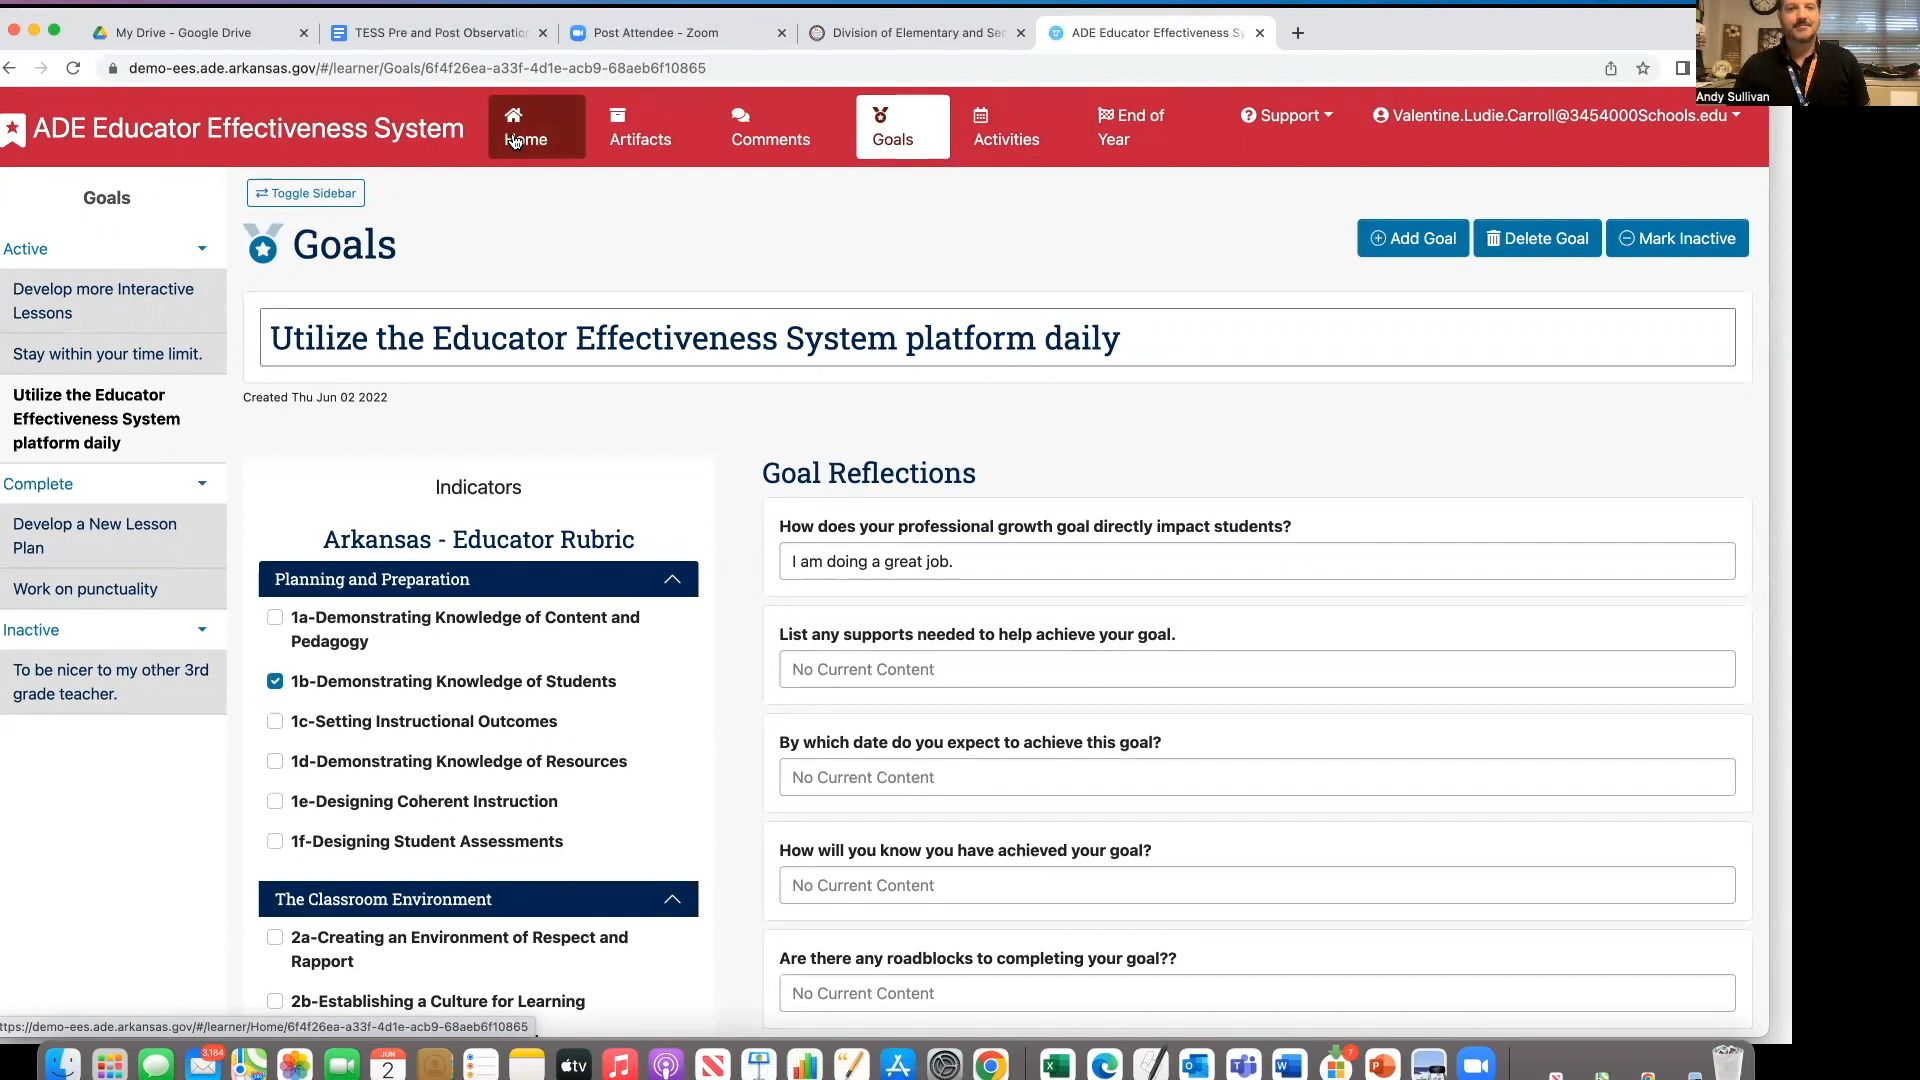 My Drive - Google Drive
TESS Pre and Post Observation
Post Attendee - Zoom
Division of Elementary and Sec
ADE Educator Effectiveness S
demo-ees.ade.arkansas.gov/#/learner/Goals/6f4f26ea-a33f-4d1e-acb9-68aeb6f10865
Andy Sullivan
ADE Educator Effectiveness System
Home
Artifacts
Comments
Goals
Activities
End of
Year
Support
Valentine.Ludie.Carroll@3454000Schools.edu
Goals
Active
Develop more Interactive
Lessons
Stay within your time limit.
Utilize the Educator
Effectiveness System
platform daily
Complete
Develop a New Lesson
Plan
Work on punctuality
Inactive
To be nicer to my other 3rd
grade teacher.
Toggle Sidebar
Goals
Add Goal
Delete Goal
Mark Inactive
Utilize the Educator Effectiveness System platform daily
Created Thu Jun 02 2022
Indicators
Arkansas - Educator Rubric
Planning and Preparation
1a-Demonstrating Knowledge of Content and
Pedagogy
1b-Demonstrating Knowledge of Students
1c-Setting Instructional Outcomes
1d-Demonstrating Knowledge of Resources
1e-Designing Coherent Instruction
1f-Designing Student Assessments
The Classroom Environment
2a-Creating an Environment of Respect and
Rapport
2b-Establishing a Culture for Learning
Goal Reflections
How does your professional growth goal directly impact students?
I am doing a great job.
List any supports needed to help achieve your goal.
No Current Content
By which date do you expect to achieve this goal?
No Current Content
How will you know you have achieved your goal?
No Current Content
Are there any roadblocks to completing your goal??
No Current Content
ttps://demo-ees.ade.arkansas.gov/#/learner/Home/6f4f26ea-a33f-4d1e-acb9-68aeb6f10865
3,184
JUN
2
tv
7